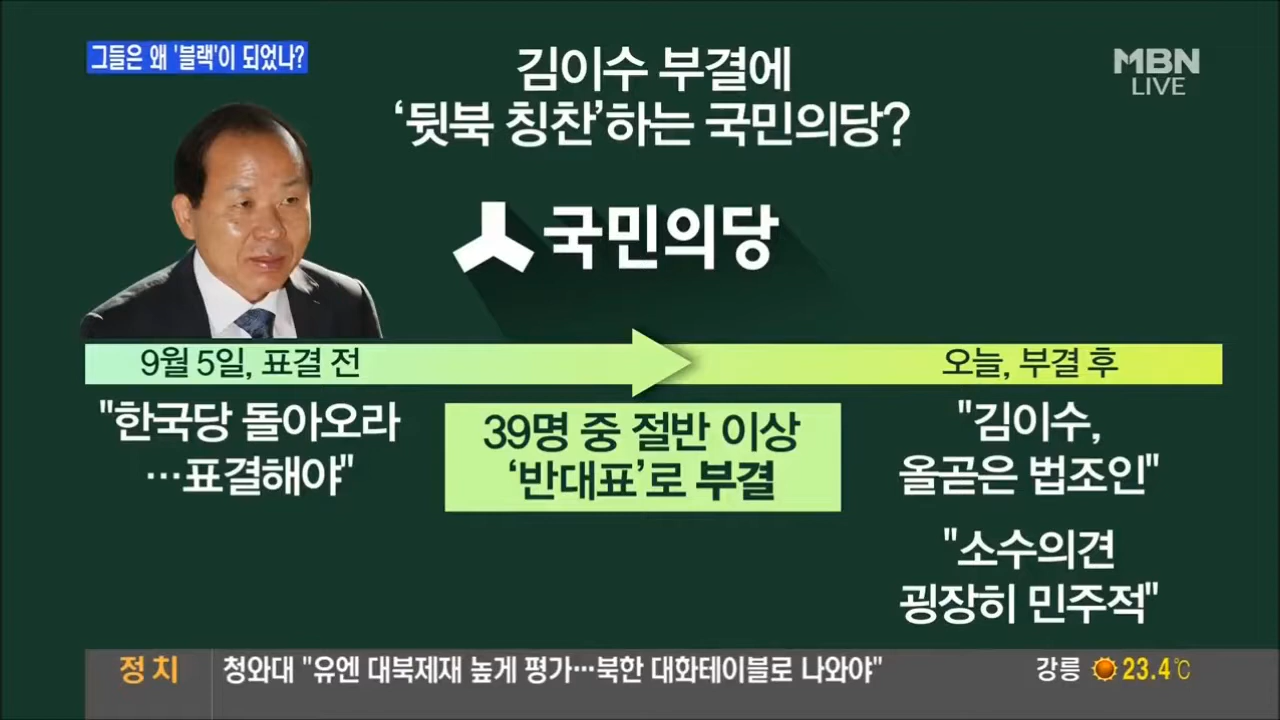 그들은 왜 '블랙'이 되었나?
MBN
LIVE
김이수 부결에
‘뒷북 칭찬’하는 국민의당?
국민의당
9월 5일, 표결 전
오늘, 부결 후
"한국당 돌아오라
…표결해야"
39명 중 절반 이상
‘반대표’로 부결
"김이수,
올곧은 법조인"
"소수의견
굉장히 민주적"
정치 청와대 "유엔 대북제재 높게 평가…북한 대화테이블로 나와야" 강릉 23.4℃